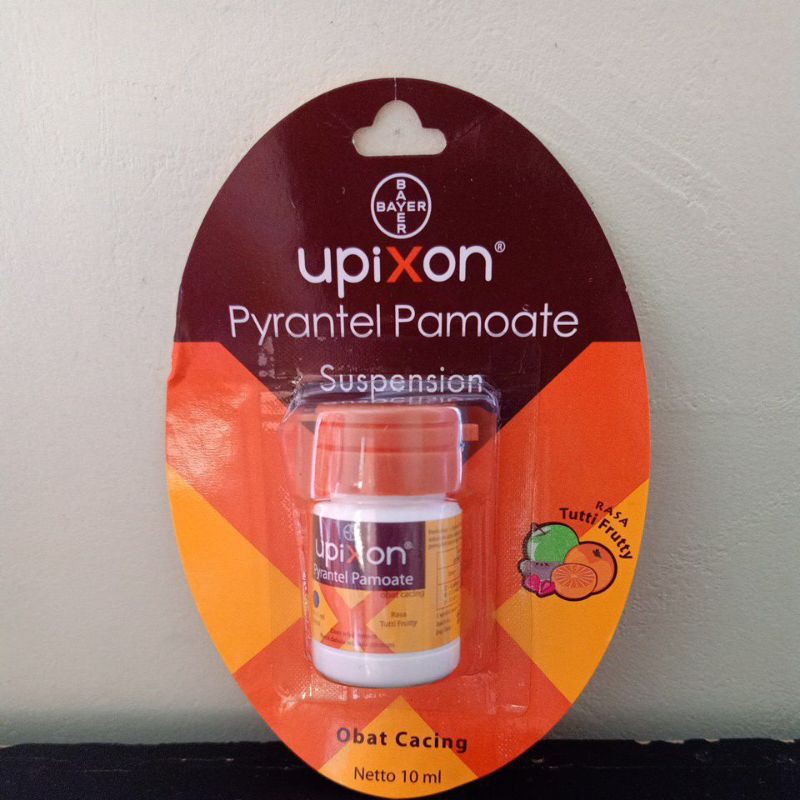 BAYER
BAYER
upixon®
Pyrantel Pamoate
Suspension
RASA
Tutti Frutty
upixon®
Pyrantel Pamoate
obat cacing
Rasa
Tutti Frutty
Obat Cacing
Netto 10 ml